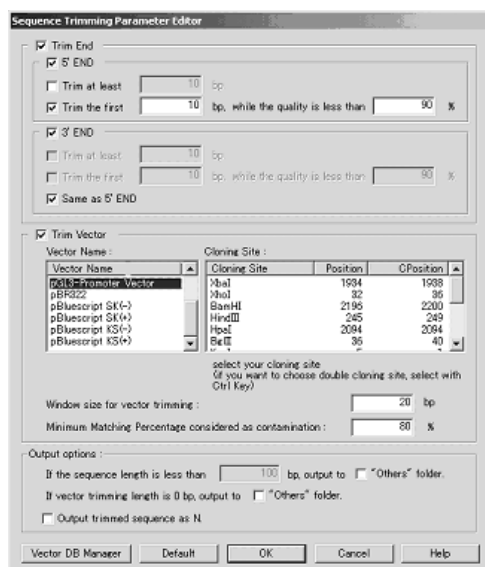 Sequence Trimming Parameter Editor
Trim End
5' END
Trim at least 10 bp
Trim the first 10 bp, while the quality is less than 90 %
3' END
Trim at least 10 bp
Trim the first 10 bp, while the quality is less than 90 %
Same as 5' END
Trim Vector
Vector Name : Cloning Site :
Vector Name Cloning Site Position CPosition
pGL3-Promoter Vector XbaI 1934 1938
pBR322 XhoI 32 36
pBluescript SK(-) BamHI 2196 2200
pBluescript SK(+) HindIII 245 249
pBluescript KS(-) HpaI 2094 2094
pBluescript KS(+) BglII 36 40
select your cloning site
(if you want to choose double cloning site, select with
Ctrl Key)
Window size for vector trimming : 20 bp
Minimum Matching Percentage considered as contamination : 80 %
Output options :
If the sequence length is less than 100 bp, output to "Others" folder.
If vector trimming length is 0 bp, output to "Others" folder.
Output trimmed sequence as N.
Vector DB Manager Default OK Cancel Help